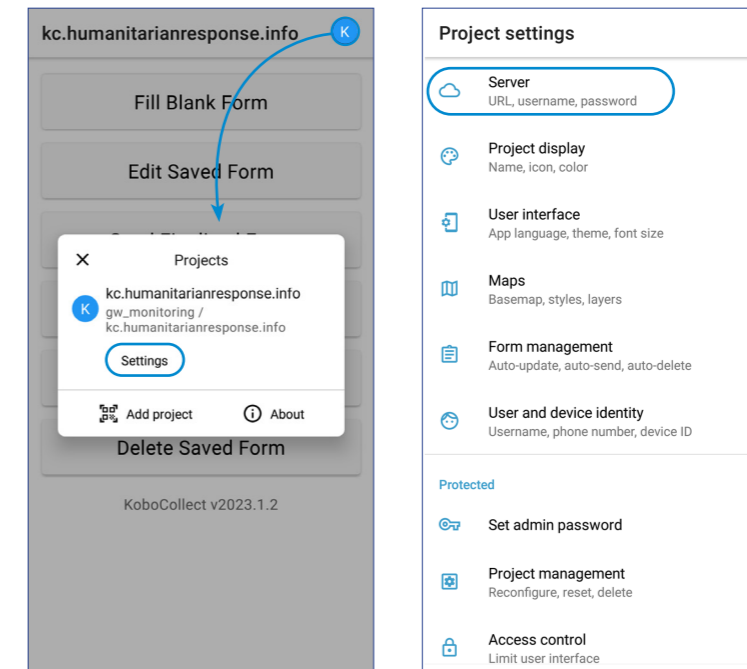 kc.humanitarianresponse.info
K
Fill Blank Form
Edit Saved Form
Projects
K
kc.humanitarianresponse.info
gw_monitoring /
kc.humanitarianresponse.info
Settings
Add project
About
Delete Saved Form
KoboCollect v2023.1.2
Project settings
Server
URL, username, password
Project display
Name, icon, color
User interface
App language, theme, font size
Maps
Basemap, styles, layers
Form management
Auto-update, auto-send, auto-delete
User and device identity
Username, phone number, device ID
Protected
Set admin password
Project management
Reconfigure, reset, delete
Access control
Limit user interface